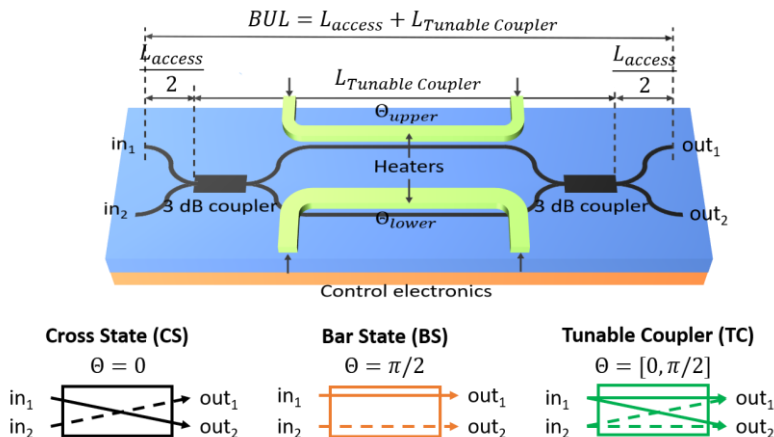 BUL = L_access + L_Tunable Coupler
L_access / 2
L_Tunable Coupler
L_access / 2
Θ_upper
in₁
out₁
Heaters
in₂
3 dB coupler
Θ_lower
3 dB coupler
out₂
Control electronics
Cross State (CS)
Θ = 0
in₁ out₁
in₂ out₂
Bar State (BS)
Θ = π/2
in₁ out₁
in₂ out₂
Tunable Coupler (TC)
Θ = [0, π/2]
in₁ out₁
in₂ out₂